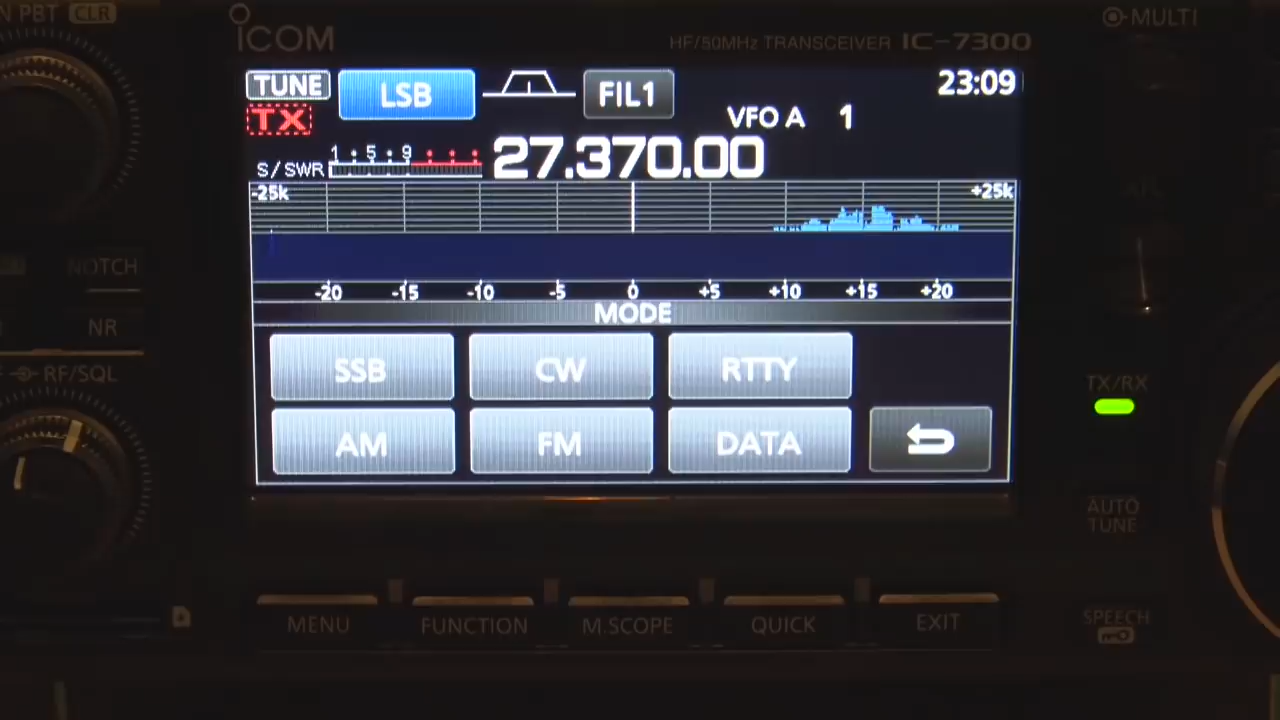 PBT CLR
ICOM
HF/50MHz TRANSCEIVER IC-7300
MULTI
TUNE LSB FIL1 23:09
TX
VFO A 1
S/SWR 1 5 9
27.370.00
-25k +25k
-20 -15 -10 -5 0 +5 +10 +15 +20
MODE
SSB CW RTTY
AM FM DATA
NOTCH
NR
RF/SQL
TX/RX
AUTO
TUNE
SPEECH
MENU FUNCTION M.SCOPE QUICK EXIT